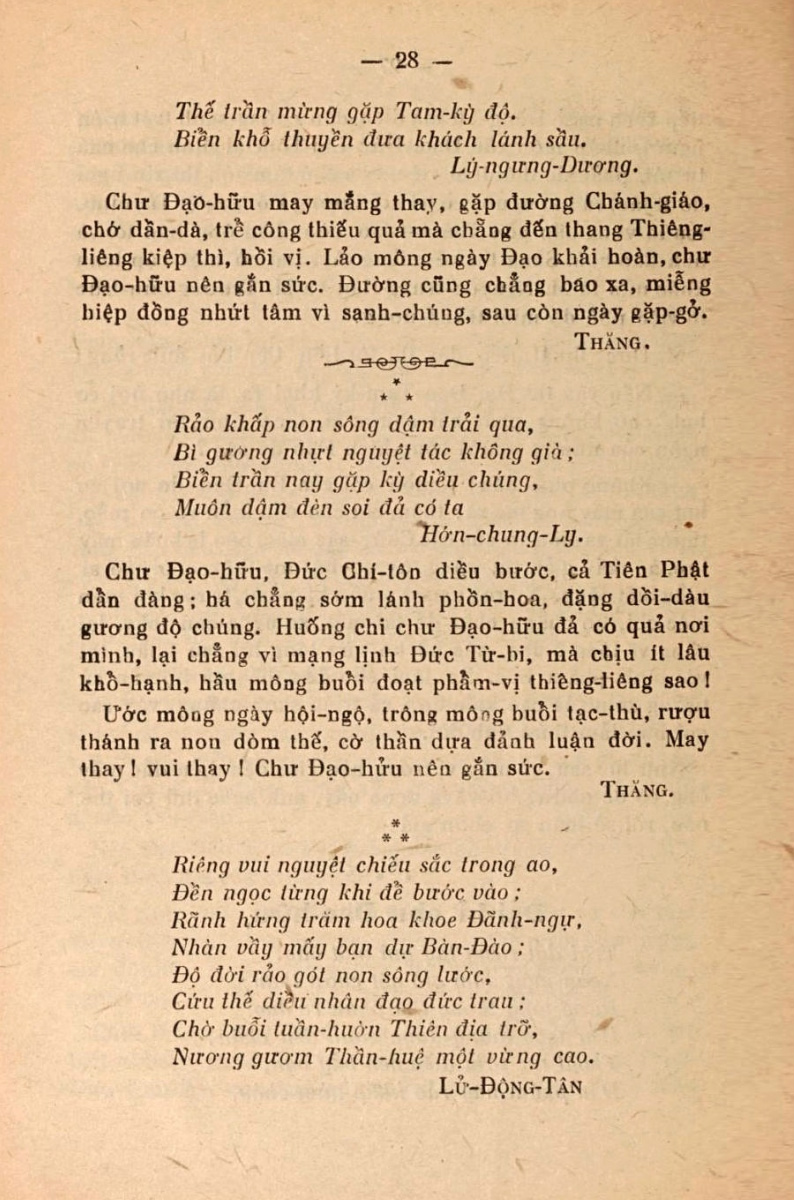 — 28 —
Thế trần mừng gặp Tam-kỳ độ.
Biển khổ thuyền đưa khách lánh sầu.
Lý-ngưng-Dương.
Chư Đạo-hữu may mắng thay, gặp đường Chánh-giáo,
chớ dần-dà, trể công thiếu quả mà chẳng đến thang Thiêng-
liêng kiệp thì, hồi vị. Lảo mông ngày Đạo khải hoàn, chư
Đạo-hữu nên gắn sức. Đường cũng chẳng bao xa, miễng
hiệp đồng nhứt tâm vì sanh-chúng, sau còn ngày gặp-gở.
THĂNG.
*
* *
Rảo khấp non sông dậm trải qua,
Bì gường nhựt nguyệt tác không già ;
Biển trần nay gặp kỳ diều chúng,
Muôn dậm đèn soi đả có ta
Hớn-chung-Ly.
Chư Đạo-hữu, Đức Chí-tôn diều bước, cả Tiên Phật
dẩn đàng ; há chẳng sớm lánh phồn-hoa, đặng dồi-dàu
gương độ chúng. Huống chi chư Đạo-hữu đả có quả nơi
mình, lại chẳng vì mạng lịnh Đức Từ-bi, mà chịu ít lâu
khổ-hạnh, hầu mông buổi đoạt phẩm-vị thiêng-liêng sao !
Ước mông ngày hội-ngộ, trông mông buổi tạc-thù, rượu
thánh ra non dòm thế, cờ thần dựa đảnh luận đời. May
thay ! vui thay ! Chư Đạo-hửu nên gắn sức.
THĂNG.
*
* *
Riêng vui nguyệt chiếu sắc trong ao,
Đền ngọc từng khi đề bước vào ;
Rãnh hứng trăm hoa khoe Đãnh-ngự,
Nhàn vầy mấy bạn dự Bàn-Đào ;
Độ đời rảo gót non sông lước,
Cứu thế diều nhân đạo đức trau ;
Chờ buổi tuần-huờn Thiên địa trỡ,
Nương gươm Thần-huệ một vừng cao.
LỬ-ĐỘNG-TÂN